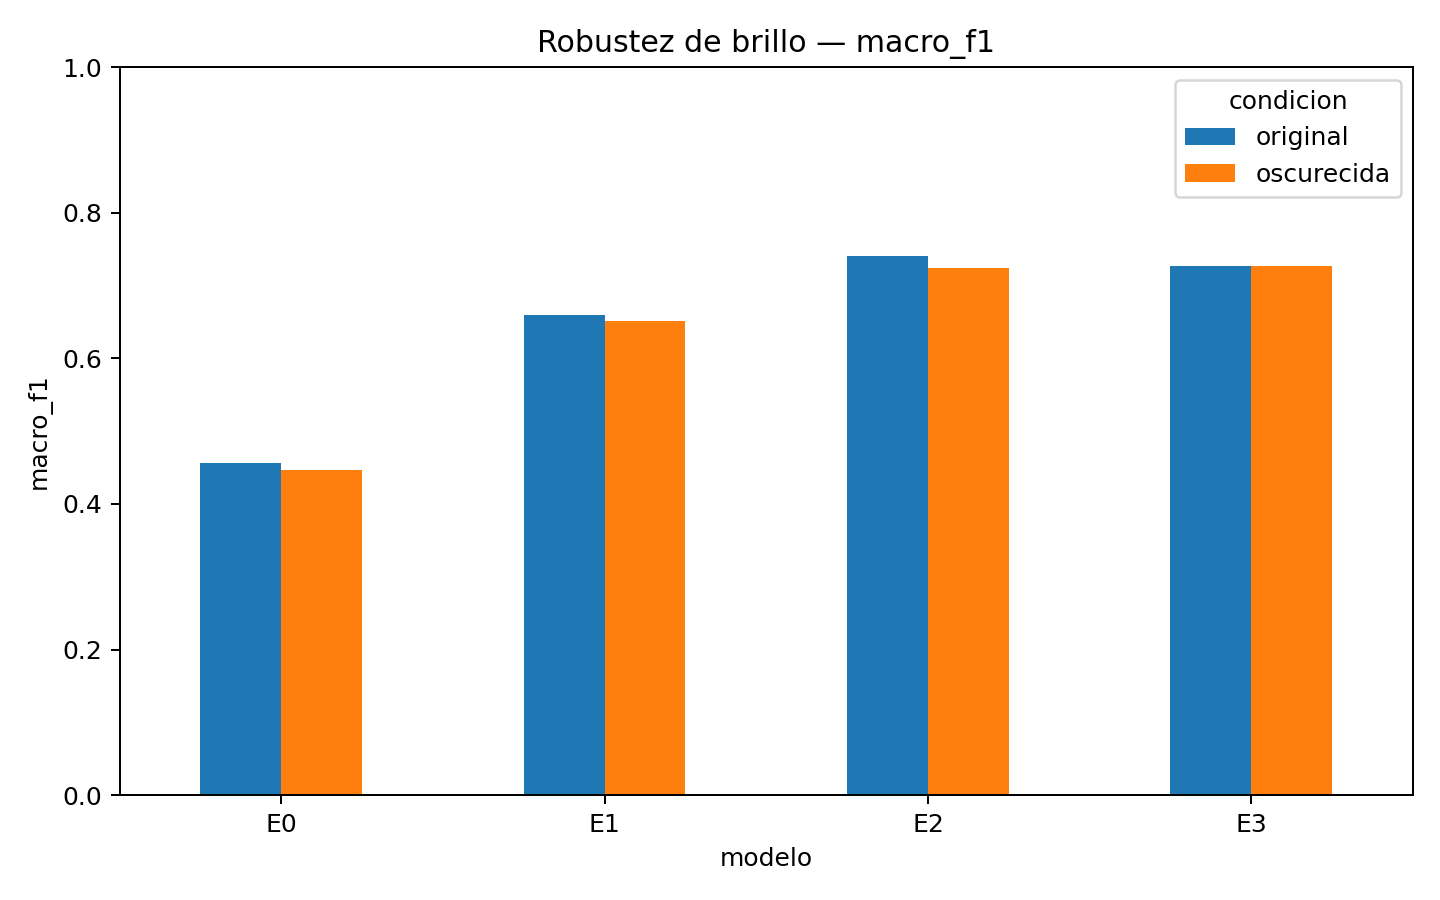 Robustez de brillo — macro_f1
condicion
original
oscurecida
macro_f1
1.0
0.8
0.6
0.4
0.2
0.0
E0
E1
E2
E3
modelo